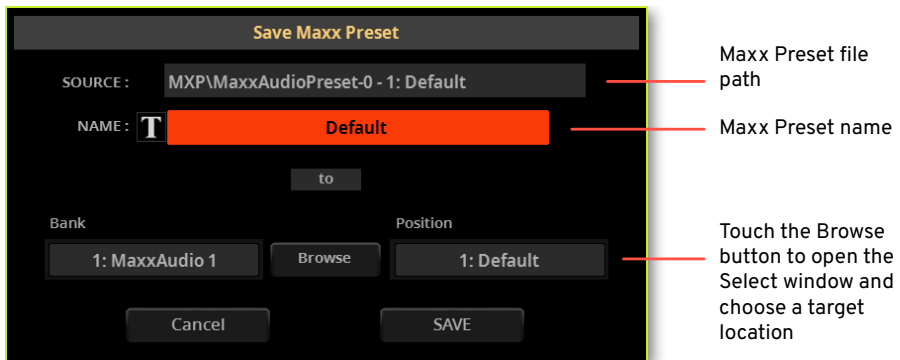 Save Maxx Preset
SOURCE : MXP\MaxxAudioPreset-0 - 1: Default
Maxx Preset file
path
NAME : T Default
Maxx Preset name
to
Bank Position
1: MaxxAudio 1 Browse 1: Default
Touch the Browse
button to open the
Select window and
choose a target
location
Cancel SAVE